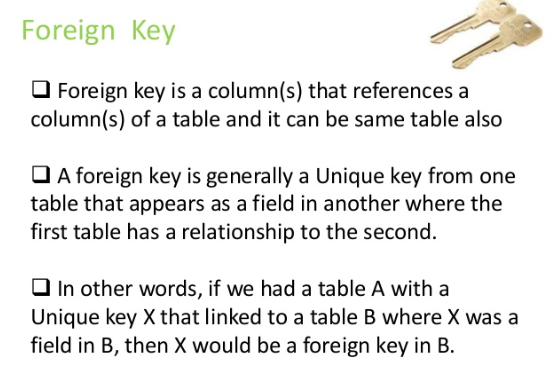 Foreign Key
❑ Foreign key is a column(s) that references a
column(s) of a table and it can be same table also
❑ A foreign key is generally a Unique key from one
table that appears as a field in another where the
first table has a relationship to the second.
❑ In other words, if we had a table A with a
Unique key X that linked to a table B where X was a
field in B, then X would be a foreign key in B.